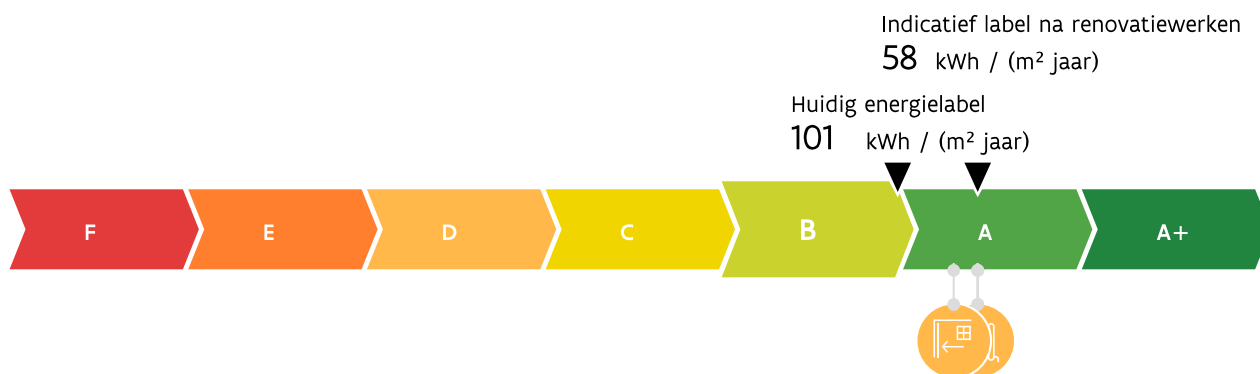 Indicatief label na renovatiewerken
58 kWh / (m² jaar)
Huidig energielabel
101 kWh / (m² jaar)
F E D C B A A+